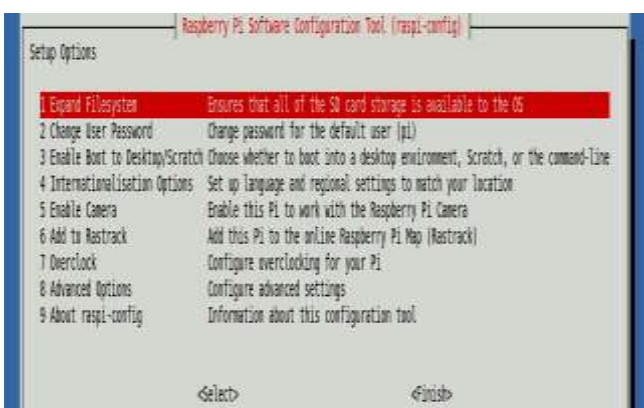 Raspberry Pi Software Configuration Tool (raspi-config)
Setup Options
1 Expand Filesystem Ensures that all of the SD card storage is available to the OS
2 Change User Password Change password for the default user (pi)
3 Enable Boot to Desktop/Scratch Choose whether to boot into a desktop environment, Scratch, or the command-line
4 Internationalisation Options Set up language and regional settings to match your location
5 Enable Camera Enable this Pi to work with the Raspberry Pi Camera
6 Add to Rastrack Add this Pi to the online Raspberry Pi Map (Rastrack)
7 Overclock Configure overclocking for your Pi
8 Advanced Options Configure advanced settings
9 About raspi-config Information about this configuration tool
<Select> <Finish>